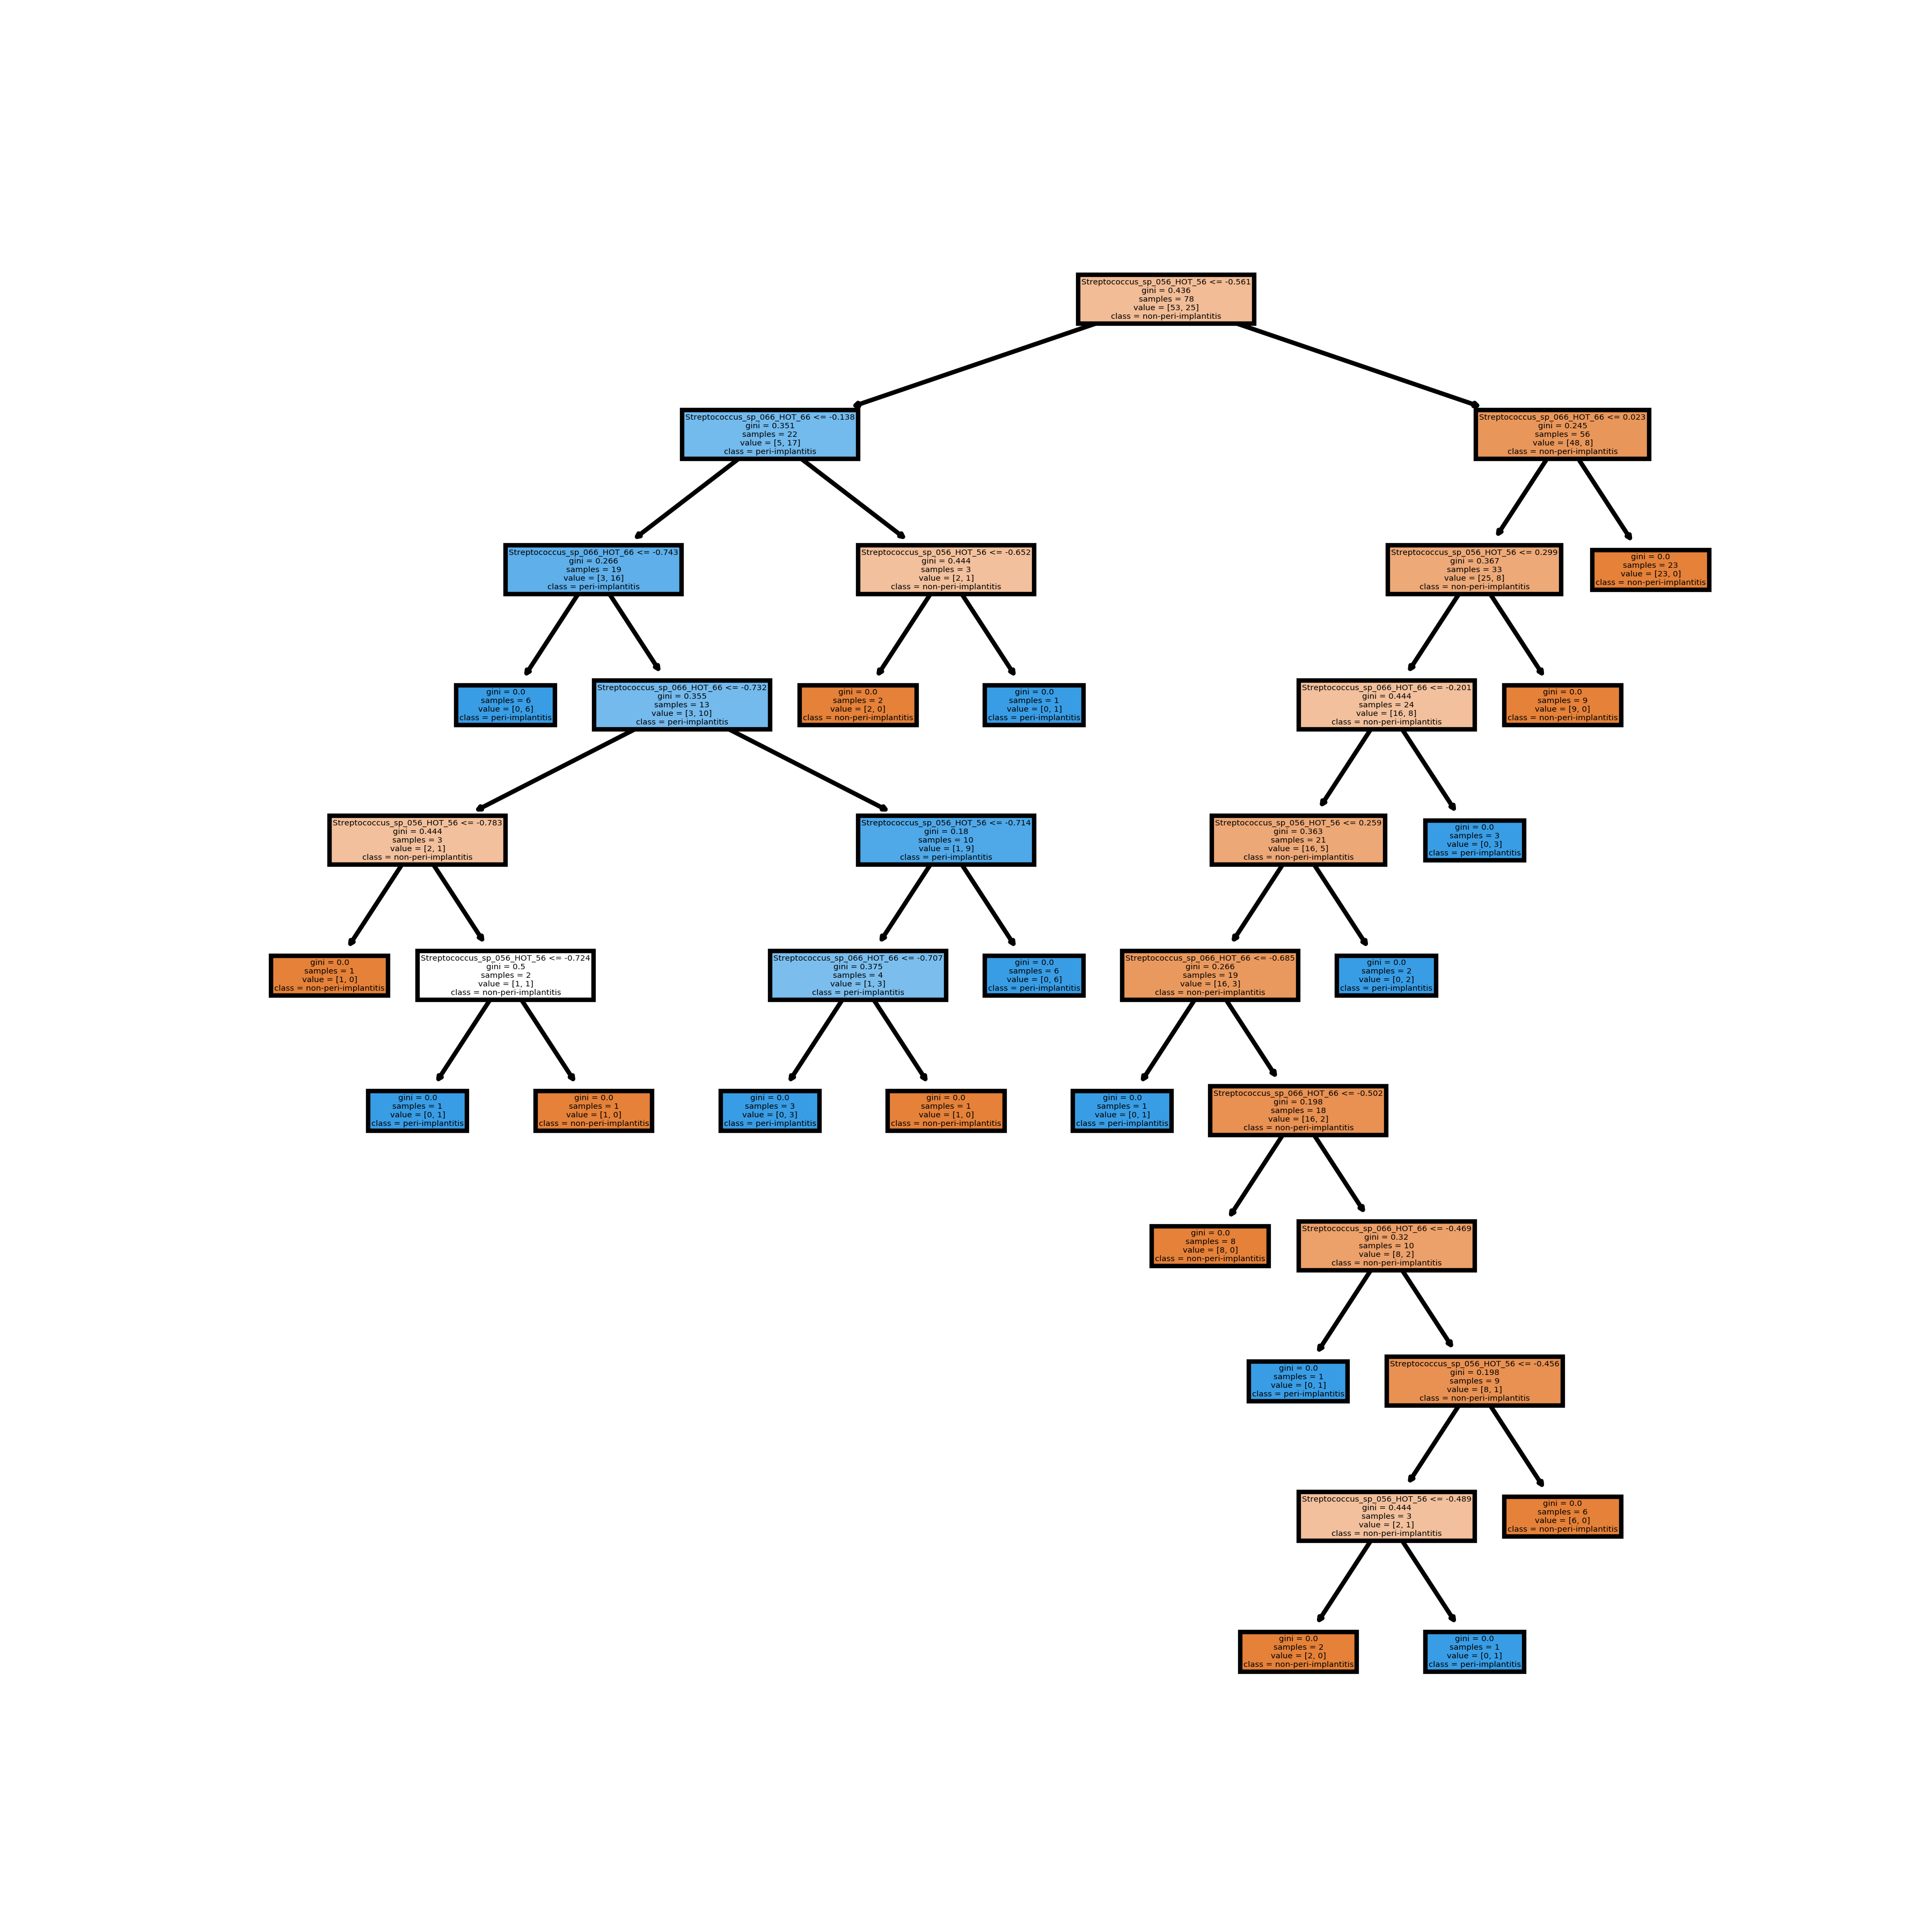 Streptococcus_sp_056_HOT_56 <= -0.561
gini = 0.436
samples = 78
value = [53, 25]
class = non-peri-implantitis
Streptococcus_sp_066_HOT_66 <= -0.138
gini = 0.351
samples = 22
value = [5, 17]
class = peri-implantitis
Streptococcus_sp_066_HOT_66 <= 0.023
gini = 0.245
samples = 56
value = [48, 8]
class = non-peri-implantitis
Streptococcus_sp_066_HOT_66 <= -0.743
gini = 0.266
samples = 19
value = [3, 16]
class = peri-implantitis
Streptococcus_sp_056_HOT_56 <= -0.652
gini = 0.444
samples = 3
value = [2, 1]
class = non-peri-implantitis
Streptococcus_sp_056_HOT_56 <= 0.299
gini = 0.367
samples = 33
value = [25, 8]
class = non-peri-implantitis
gini = 0.0
samples = 23
value = [23, 0]
class = non-peri-implantitis
gini = 0.0
samples = 6
value = [0, 6]
class = peri-implantitis
Streptococcus_sp_066_HOT_66 <= -0.732
gini = 0.355
samples = 13
value = [3, 10]
class = peri-implantitis
gini = 0.0
samples = 2
value = [2, 0]
class = non-peri-implantitis
gini = 0.0
samples = 1
value = [0, 1]
class = peri-implantitis
Streptococcus_sp_066_HOT_66 <= -0.201
gini = 0.444
samples = 24
value = [16, 8]
class = non-peri-implantitis
gini = 0.0
samples = 9
value = [9, 0]
class = non-peri-implantitis
Streptococcus_sp_056_HOT_56 <= -0.783
gini = 0.444
samples = 3
value = [2, 1]
class = non-peri-implantitis
Streptococcus_sp_056_HOT_56 <= -0.714
gini = 0.18
samples = 10
value = [1, 9]
class = peri-implantitis
Streptococcus_sp_056_HOT_56 <= 0.259
gini = 0.363
samples = 21
value = [16, 5]
class = non-peri-implantitis
gini = 0.0
samples = 3
value = [0, 3]
class = peri-implantitis
gini = 0.0
samples = 1
value = [1, 0]
class = non-peri-implantitis
Streptococcus_sp_056_HOT_56 <= -0.724
gini = 0.5
samples = 2
value = [1, 1]
class = non-peri-implantitis
Streptococcus_sp_066_HOT_66 <= -0.707
gini = 0.375
samples = 4
value = [1, 3]
class = peri-implantitis
gini = 0.0
samples = 6
value = [0, 6]
class = peri-implantitis
Streptococcus_sp_066_HOT_66 <= -0.685
gini = 0.266
samples = 19
value = [16, 3]
class = non-peri-implantitis
gini = 0.0
samples = 2
value = [0, 2]
class = peri-implantitis
gini = 0.0
samples = 1
value = [0, 1]
class = peri-implantitis
gini = 0.0
samples = 1
value = [1, 0]
class = non-peri-implantitis
gini = 0.0
samples = 3
value = [0, 3]
class = peri-implantitis
gini = 0.0
samples = 1
value = [1, 0]
class = non-peri-implantitis
gini = 0.0
samples = 1
value = [0, 1]
class = peri-implantitis
Streptococcus_sp_066_HOT_66 <= -0.502
gini = 0.198
samples = 18
value = [16, 2]
class = non-peri-implantitis
gini = 0.0
samples = 8
value = [8, 0]
class = non-peri-implantitis
Streptococcus_sp_066_HOT_66 <= -0.469
gini = 0.32
samples = 10
value = [8, 2]
class = non-peri-implantitis
gini = 0.0
samples = 1
value = [0, 1]
class = peri-implantitis
Streptococcus_sp_056_HOT_56 <= -0.456
gini = 0.198
samples = 9
value = [8, 1]
class = non-peri-implantitis
Streptococcus_sp_056_HOT_56 <= -0.489
gini = 0.444
samples = 3
value = [2, 1]
class = non-peri-implantitis
gini = 0.0
samples = 6
value = [6, 0]
class = non-peri-implantitis
gini = 0.0
samples = 2
value = [2, 0]
class = non-peri-implantitis
gini = 0.0
samples = 1
value = [0, 1]
class = peri-implantitis